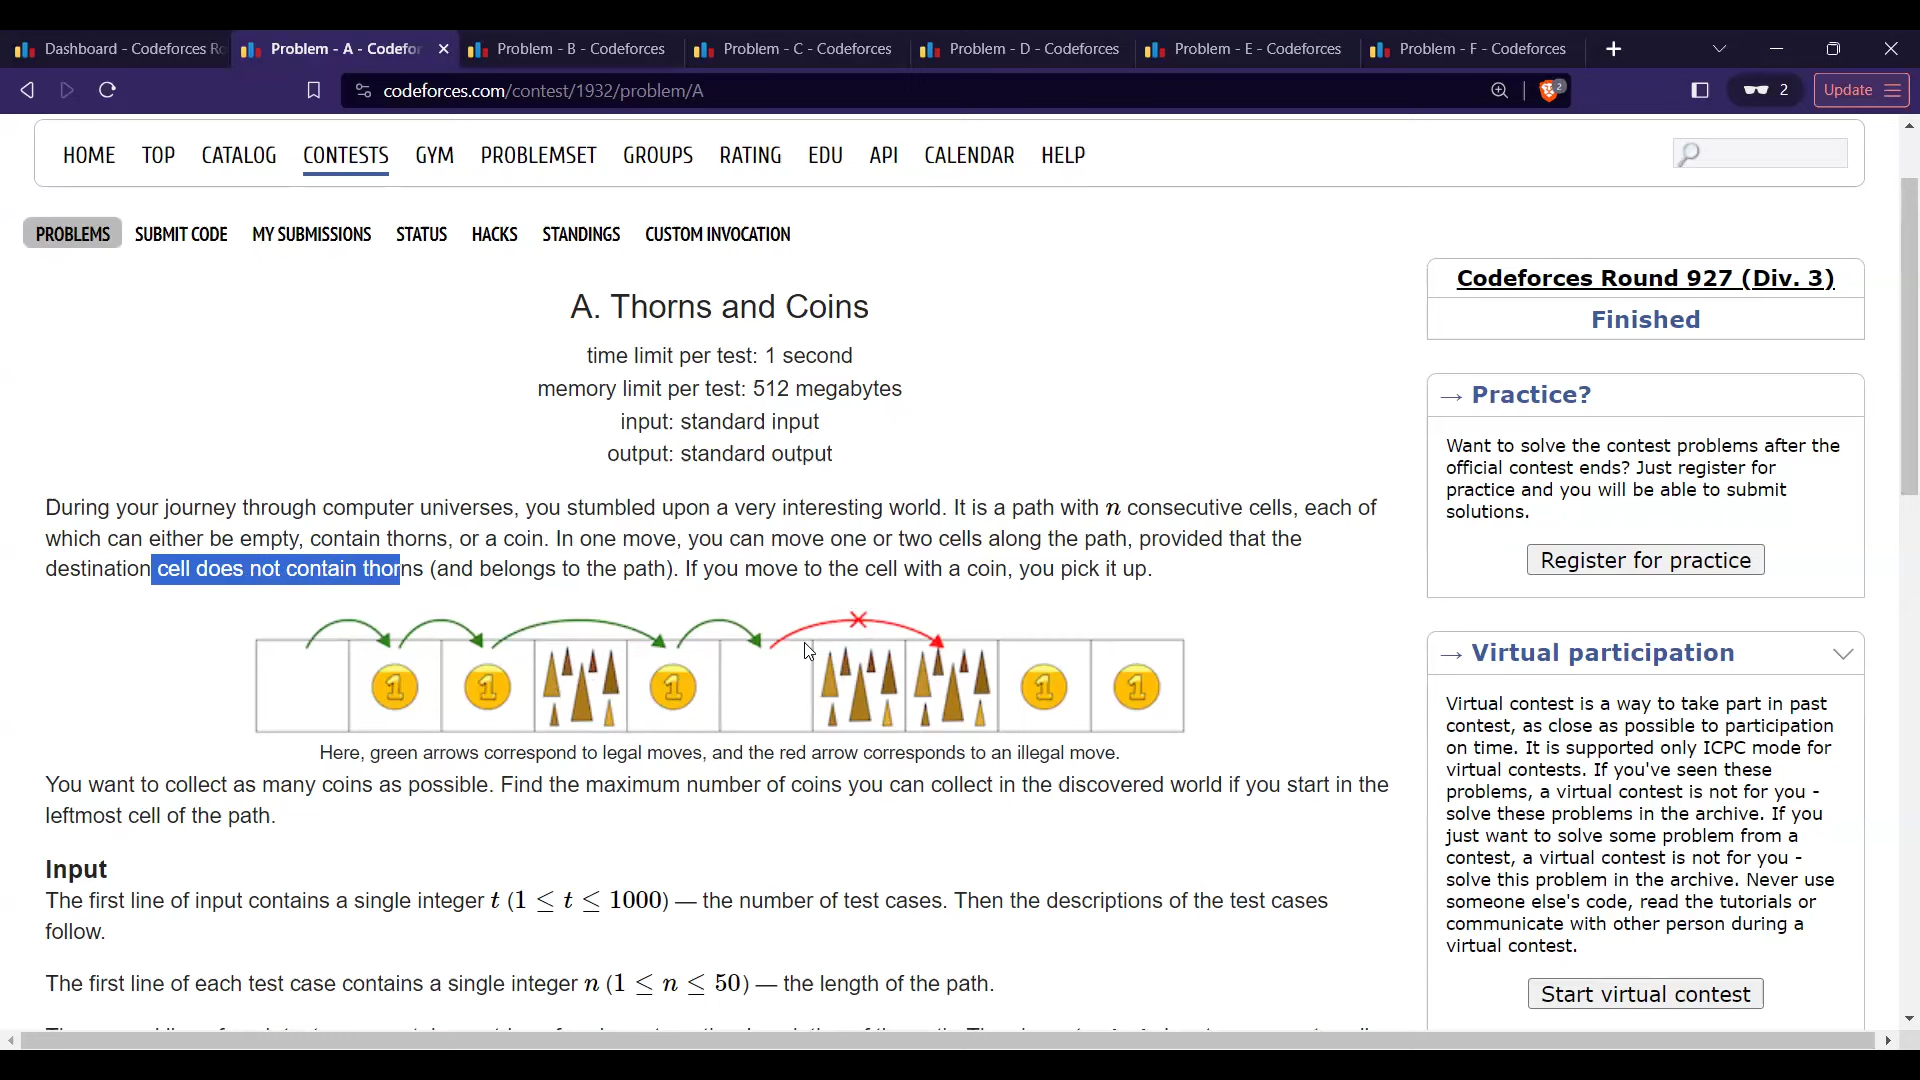 Dashboard - Codeforces Ro
Problem - A - Codefor
Problem - B - Codeforces
Problem - C - Codeforces
Problem - D - Codeforces
Problem - E - Codeforces
Problem - F - Codeforces
codeforces.com/contest/1932/problem/A
2
2
Update
HOME TOP CATALOG CONTESTS GYM PROBLEMSET GROUPS RATING EDU API CALENDAR HELP
PROBLEMS SUBMIT CODE MY SUBMISSIONS STATUS HACKS STANDINGS CUSTOM INVOCATION
A. Thorns and Coins
time limit per test: 1 second
memory limit per test: 512 megabytes
input: standard input
output: standard output
During your journey through computer universes, you stumbled upon a very interesting world. It is a path with n consecutive cells, each of
which can either be empty, contain thorns, or a coin. In one move, you can move one or two cells along the path, provided that the
destination cell does not contain thorns (and belongs to the path). If you move to the cell with a coin, you pick it up.
1 1 1 1 1
Here, green arrows correspond to legal moves, and the red arrow corresponds to an illegal move.
You want to collect as many coins as possible. Find the maximum number of coins you can collect in the discovered world if you start in the
leftmost cell of the path.
Input
The first line of input contains a single integer t (1 ≤ t ≤ 1000) — the number of test cases. Then the descriptions of the test cases
follow.
The first line of each test case contains a single integer n (1 ≤ n ≤ 50) — the length of the path.
Codeforces Round 927 (Div. 3)
Finished
→ Practice?
Want to solve the contest problems after the
official contest ends? Just register for
practice and you will be able to submit
solutions.
Register for practice
→ Virtual participation
Virtual contest is a way to take part in past
contest, as close as possible to participation
on time. It is supported only ICPC mode for
virtual contests. If you've seen these
problems, a virtual contest is not for you -
solve these problems in the archive. If you
just want to solve some problem from a
contest, a virtual contest is not for you -
solve this problem in the archive. Never use
someone else's code, read the tutorials or
communicate with other person during a
virtual contest.
Start virtual contest